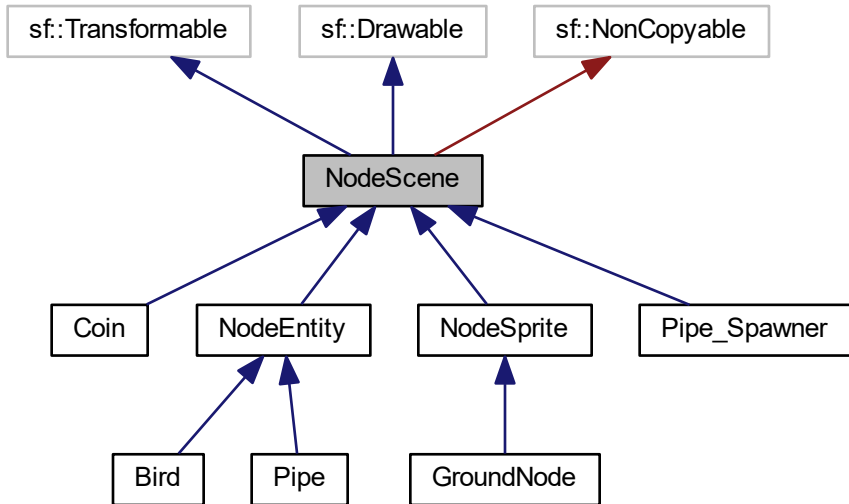 sf::Transformable
sf::Drawable
sf::NonCopyable
NodeScene
Coin
NodeEntity
NodeSprite
Pipe_Spawner
Bird
Pipe
GroundNode